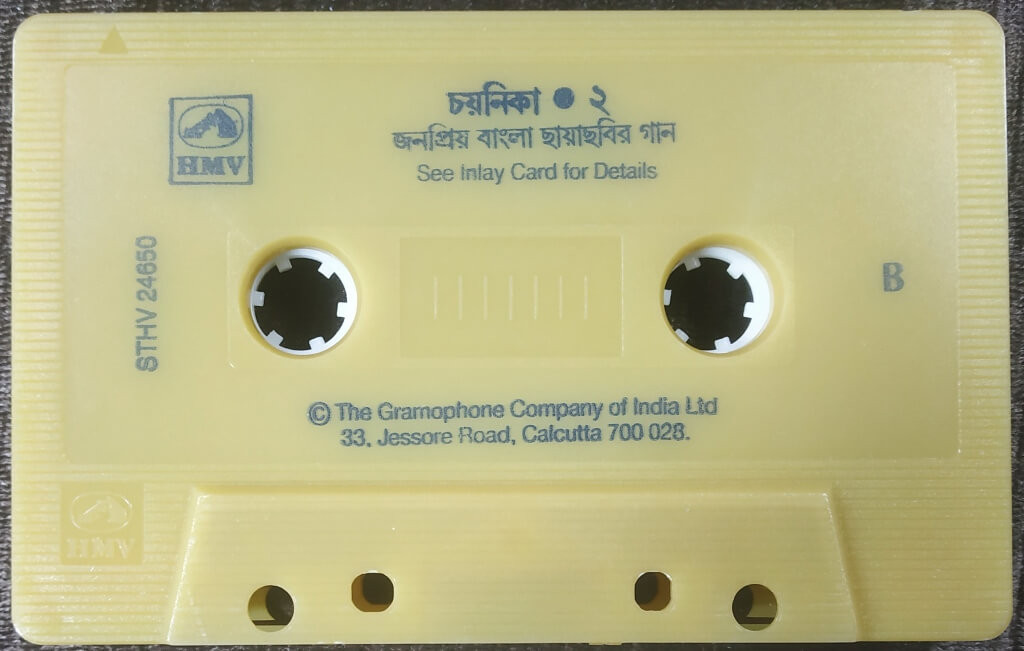 চয়নিকা ● ২
জনপ্রিয় বাংলা ছায়াছবির গান
See Inlay Card for Details
HMV
STHV 24650
B
© The Gramophone Company of India Ltd
33, Jessore Road, Calcutta 700 028.
HMV